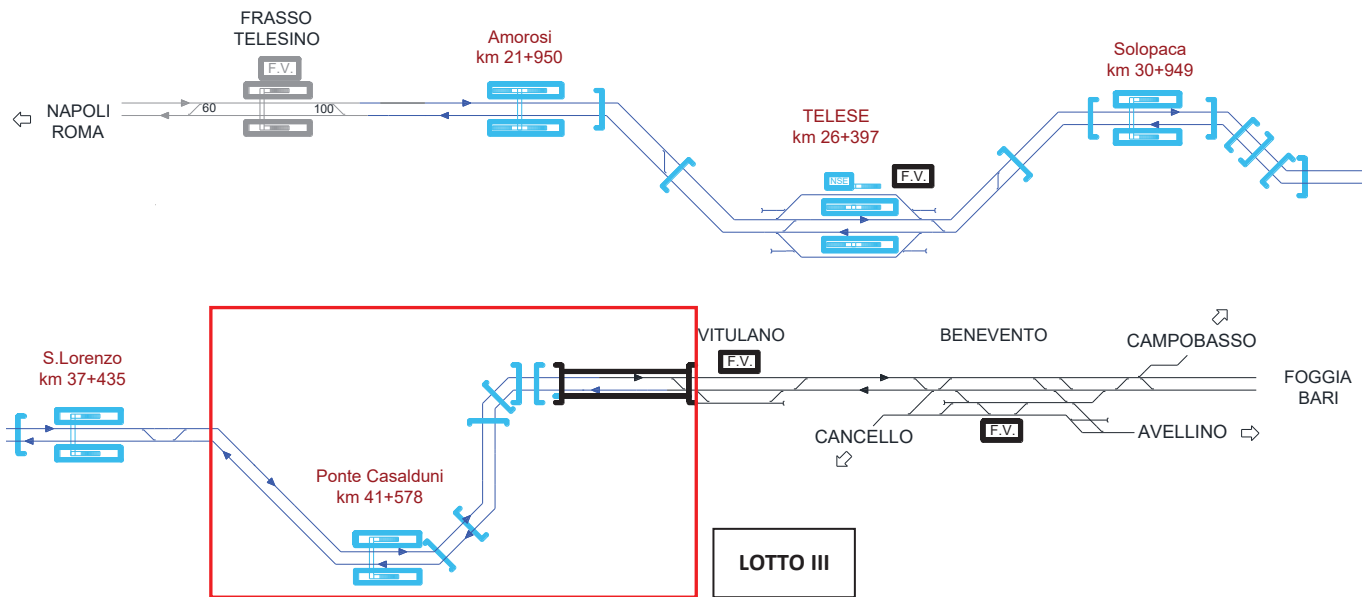 FRASSO
TELESINO
F.V.
NAPOLI
ROMA
60
100
Amorosi
km 21+950
TELESE
km 26+397
NSE
F.V.
Solopaca
km 30+949
S.Lorenzo
km 37+435
Ponte Casalduni
km 41+578
VITULANO
F.V.
BENEVENTO
CAMPOBASSO
FOGGIA
BARI
CANCELLO
F.V.
AVELLINO
LOTTO III